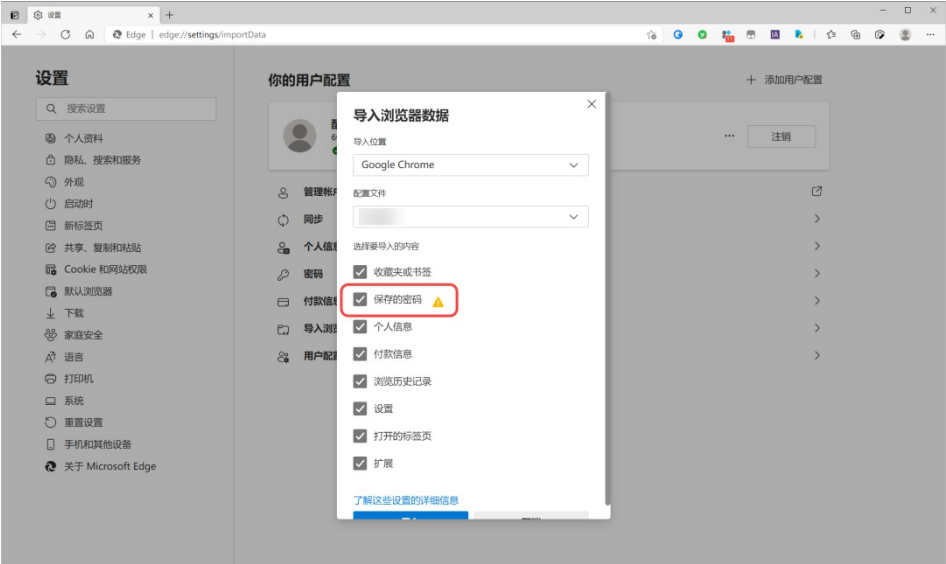 设置
Edge | edge://settings/importData
设置
搜索设置
个人资料
隐私、搜索和服务
外观
启动时
新标签页
共享、复制和粘贴
Cookie 和网站权限
默认浏览器
下载
家庭安全
语言
打印机
系统
重置设置
手机和其他设备
关于 Microsoft Edge
你的用户配置
添加用户配置
注销
管理帐户
同步
个人信息
密码
付款信息
导入浏
用户配
导入浏览器数据
导入位置
Google Chrome
配置文件
选择要导入的内容
收藏夹或书签
保存的密码
个人信息
付款信息
浏览历史记录
设置
打开的标签页
扩展
了解这些设置的详细信息